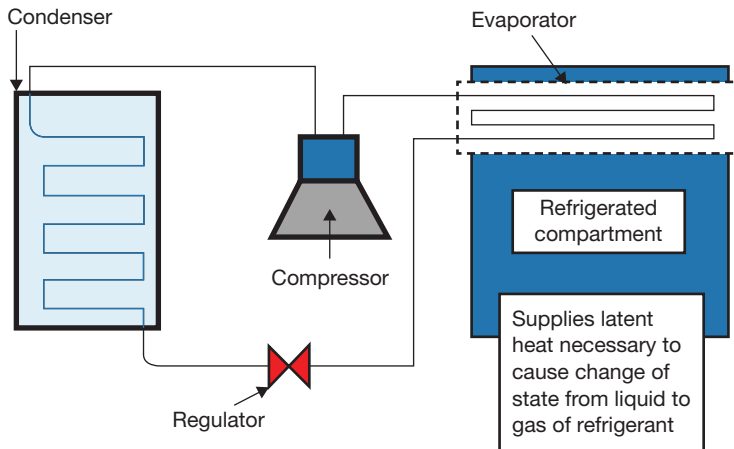 Condenser
Evaporator
Refrigerated
compartment
Compressor
Supplies latent
heat necessary to
cause change of
state from liquid to
gas of refrigerant
Regulator